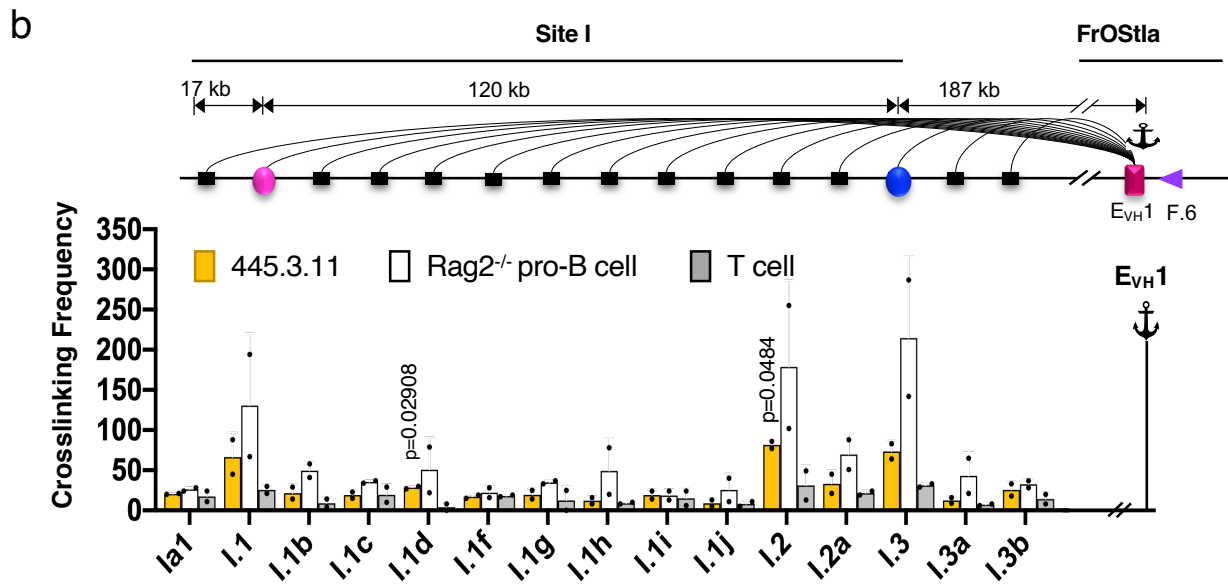 b
Site I
FrOStIa
17 kb
120 kb
187 kb
EVH1
F.6
350
300
250
200
150
100
50
0
Crosslinking Frequency
445.3.11
Rag2-/- pro-B cell
T cell
EVH1
p=0.02908
p=0.0484
Ia1
I.1
I.1b
I.1c
I.1d
I.1f
I.1g
I.1h
I.1i
I.1j
I.2
I.2a
I.3
I.3a
I.3b